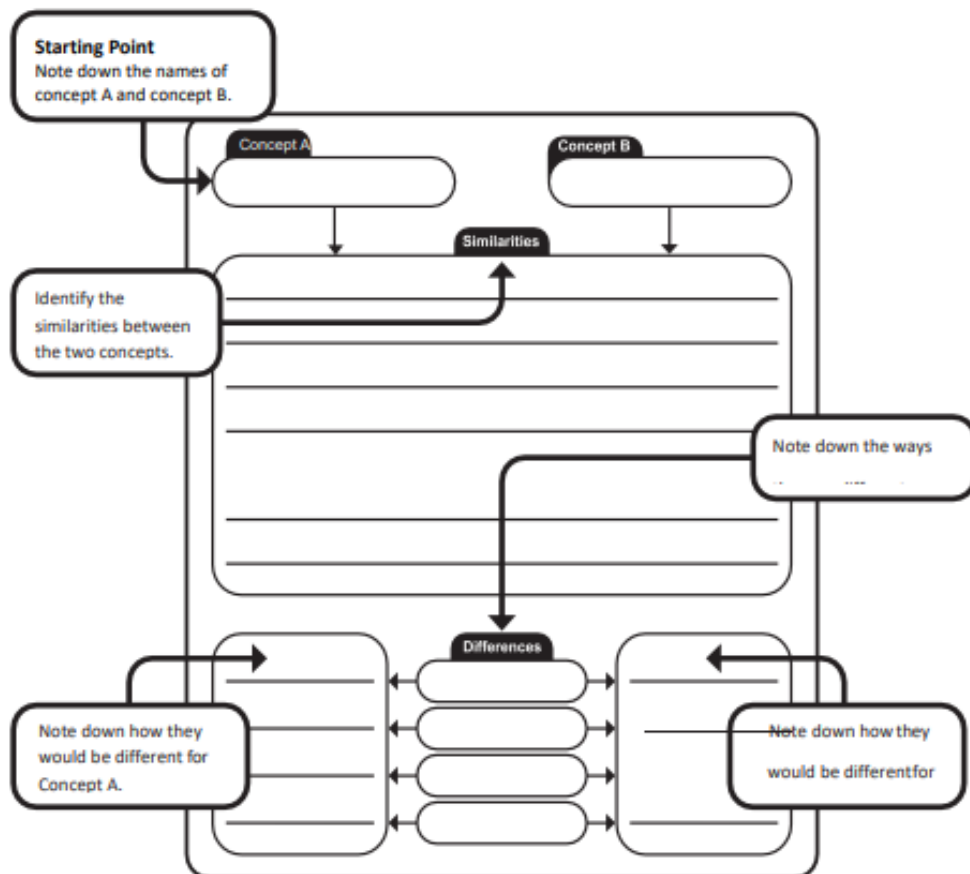 Starting Point
Note down the names of
concept A and concept B.
Concept A
Concept B
Similarities
Identify the
similarities between
the two concepts.
Note down the ways
Differences
Note down how they
would be different for
Concept A.
Note down how they
would be differentfor